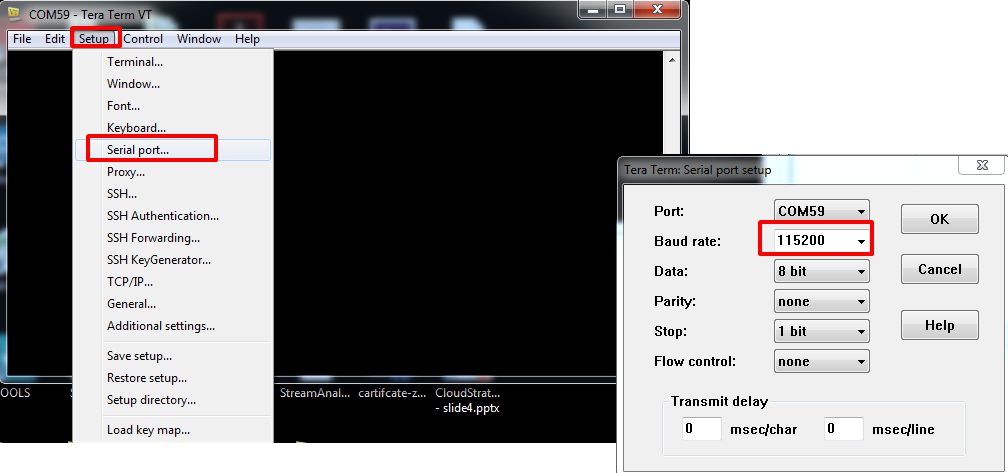 COM59 - Tera Term VT
File Edit Setup Control Window Help
Terminal...
Window...
Font...
Keyboard...
Serial port...
Proxy...
SSH...
SSH Authentication...
SSH Forwarding...
SSH KeyGenerator...
TCP/IP...
General...
Additional settings...
Save setup...
Restore setup...
Setup directory...
Load key map...
OOLS
StreamAnal... cartifcate-z... CloudStrat...
- slide4.pptx
Tera Term: Serial port setup
Port: COM59
Baud rate: 115200
Data: 8 bit
Parity: none
Stop: 1 bit
Flow control: none
OK
Cancel
Help
Transmit delay
0 msec/char 0 msec/line